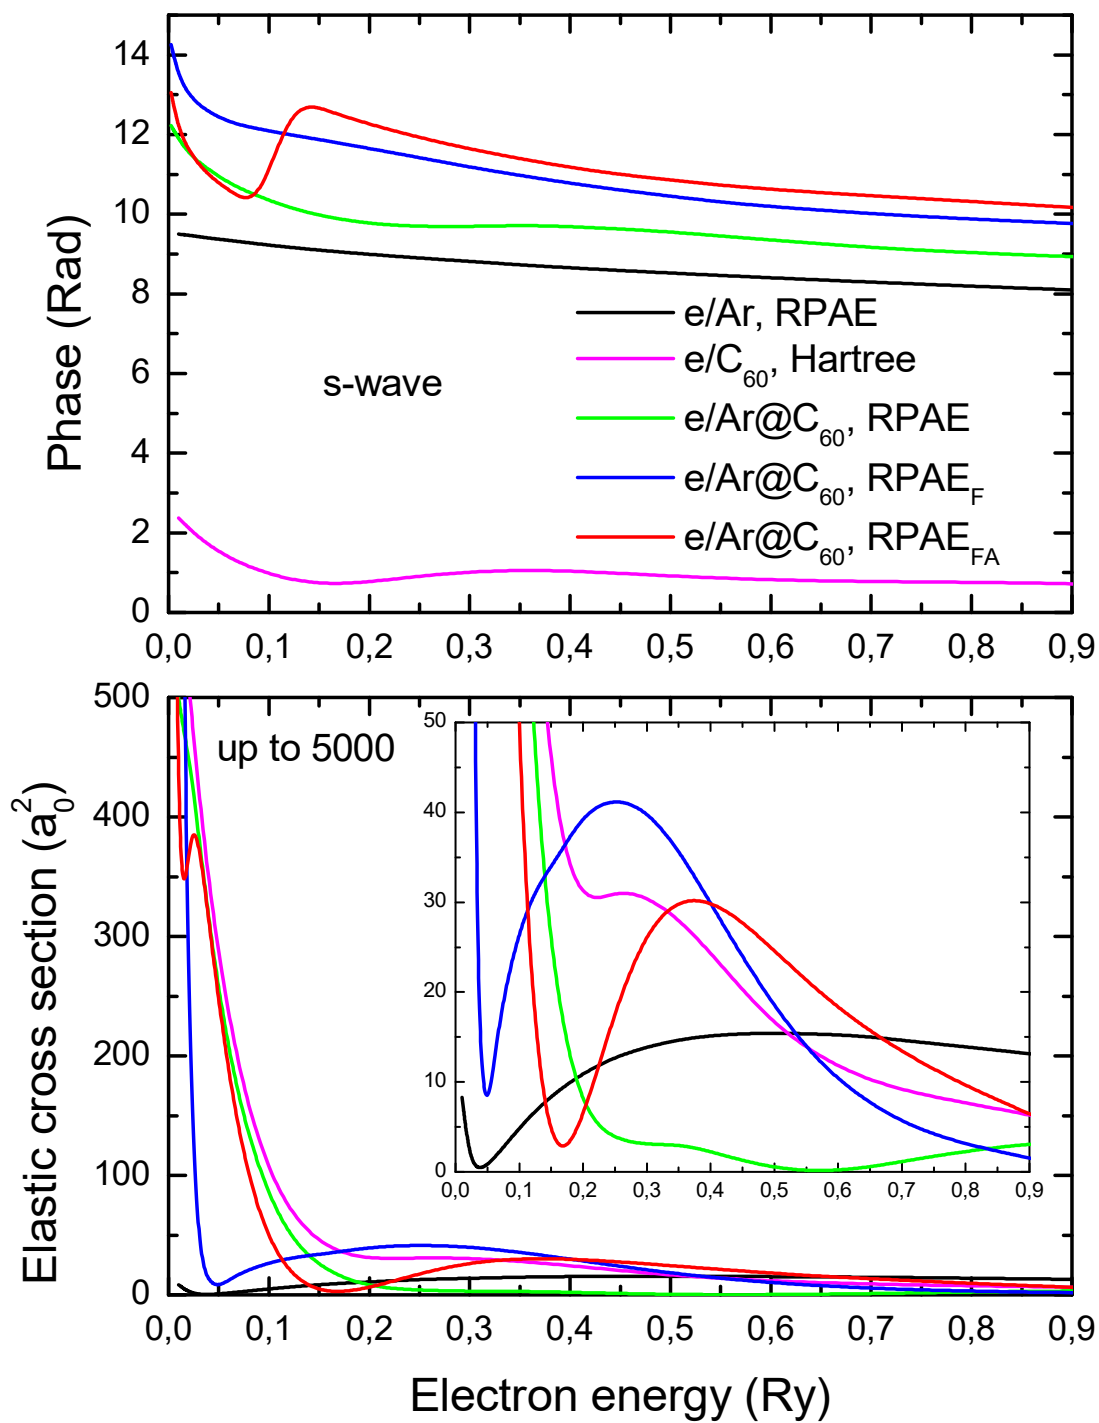 14
12
10
8
6
4
2
0
Phase (Rad)
s-wave
e/Ar, RPAE
e/C60, Hartree
e/Ar@C60, RPAE
e/Ar@C60, RPAEF
e/Ar@C60, RPAEFA
0,0 0,1 0,2 0,3 0,4 0,5 0,6 0,7 0,8 0,9
500
400
300
200
100
0
Elastic cross section (a₀²)
up to 5000
50
40
30
20
10
0
0,0 0,1 0,2 0,3 0,4 0,5 0,6 0,7 0,8 0,9
0,0 0,1 0,2 0,3 0,4 0,5 0,6 0,7 0,8 0,9
Electron energy (Ry)